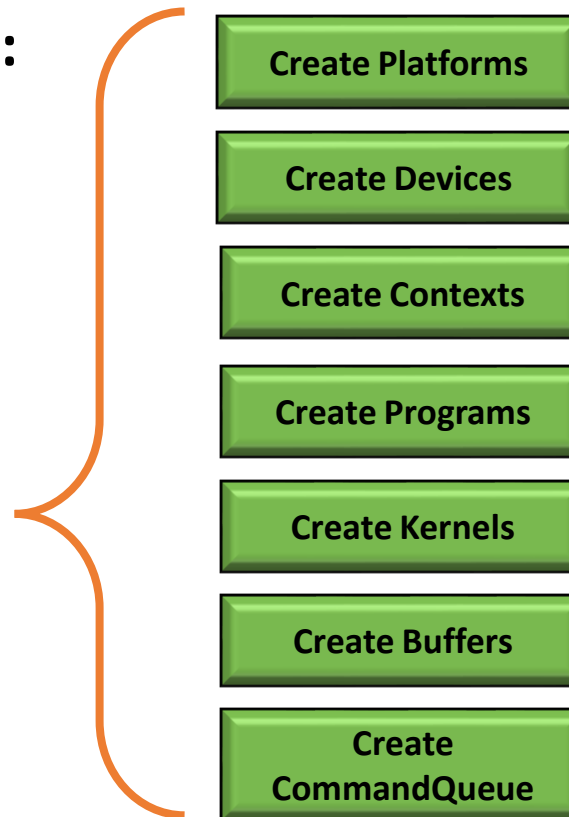 :
Create Platforms
Create Devices
Create Contexts
Create Programs
Create Kernels
Create Buffers
Create
CommandQueue